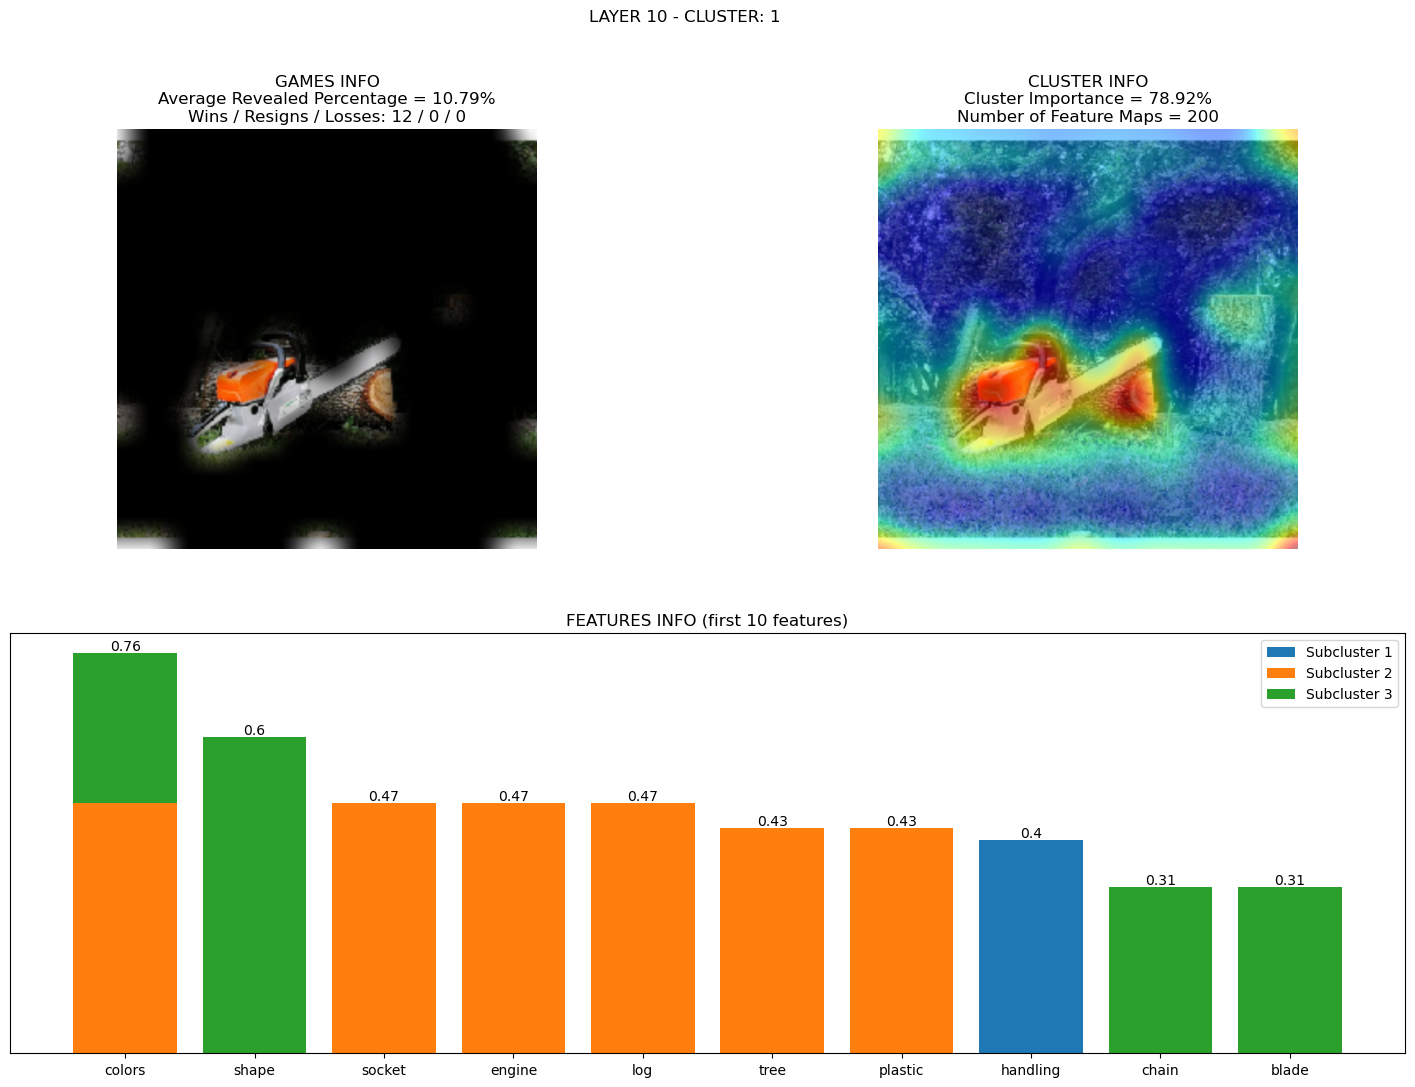 LAYER 10 - CLUSTER: 1
GAMES INFO
Average Revealed Percentage = 10.79%
Wins / Resigns / Losses: 12 / 0 / 0
CLUSTER INFO
Cluster Importance = 78.92%
Number of Feature Maps = 200
FEATURES INFO (first 10 features)
Subcluster 1
Subcluster 2
Subcluster 3
0.76
0.6
0.47
0.47
0.47
0.43
0.43
0.4
0.31
0.31
colors
shape
socket
engine
log
tree
plastic
handling
chain
blade